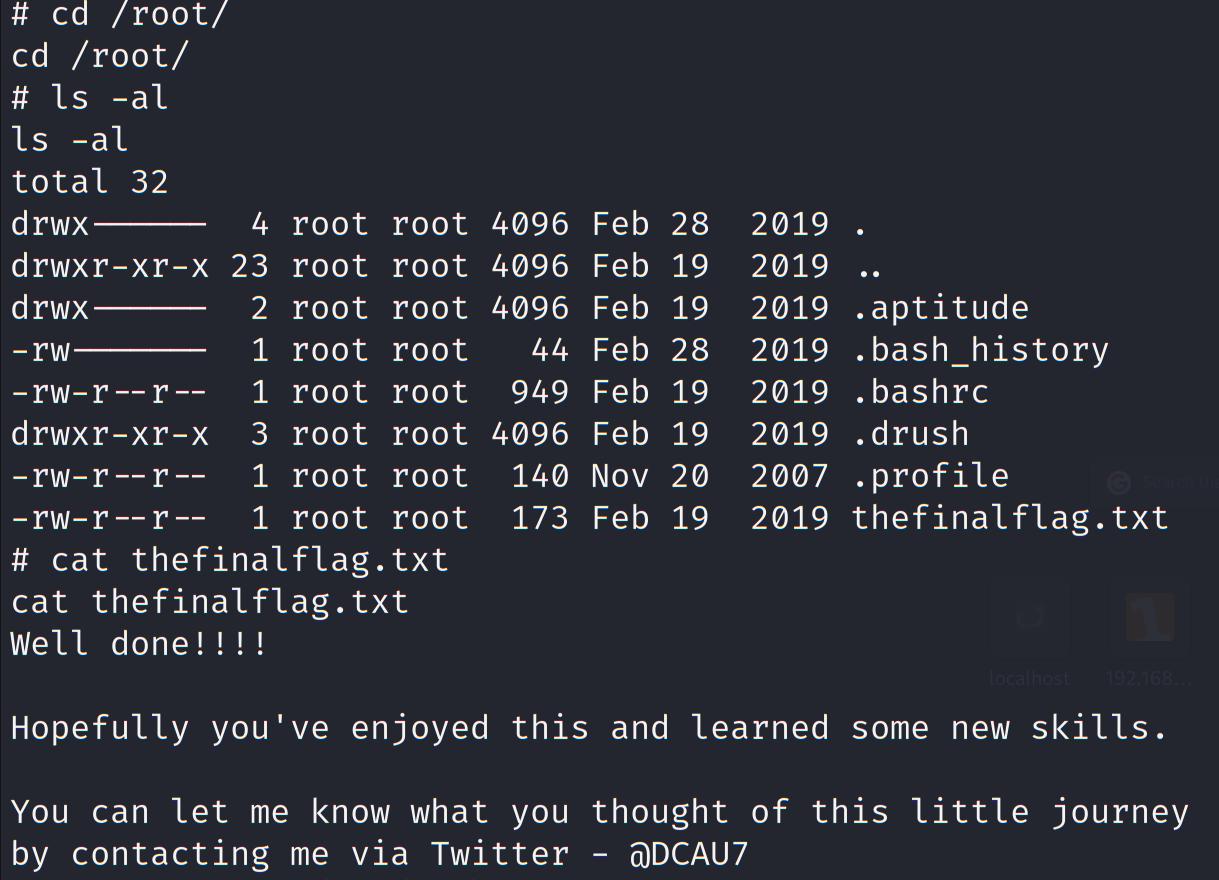 # cd /root/
cd /root/
# ls -al
ls -al
total 32
drwx------  4 root root 4096 Feb 28  2019 .
drwxr-xr-x 23 root root 4096 Feb 19  2019 ..
drwx------  2 root root 4096 Feb 19  2019 .aptitude
-rw-------  1 root root   44 Feb 28  2019 .bash_history
-rw-r--r--  1 root root  949 Feb 19  2019 .bashrc
drwxr-xr-x  3 root root 4096 Feb 19  2019 .drush
-rw-r--r--  1 root root  140 Nov 20  2007 .profile
Search the
-rw-r--r--  1 root root  173 Feb 19  2019 thefinalflag.txt
# cat thefinalflag.txt
cat thefinalflag.txt
Well done!!!!
localhost 192.168...
Hopefully you've enjoyed this and learned some new skills.
You can let me know what you thought of this little journey
by contacting me via Twitter - @DCAU7